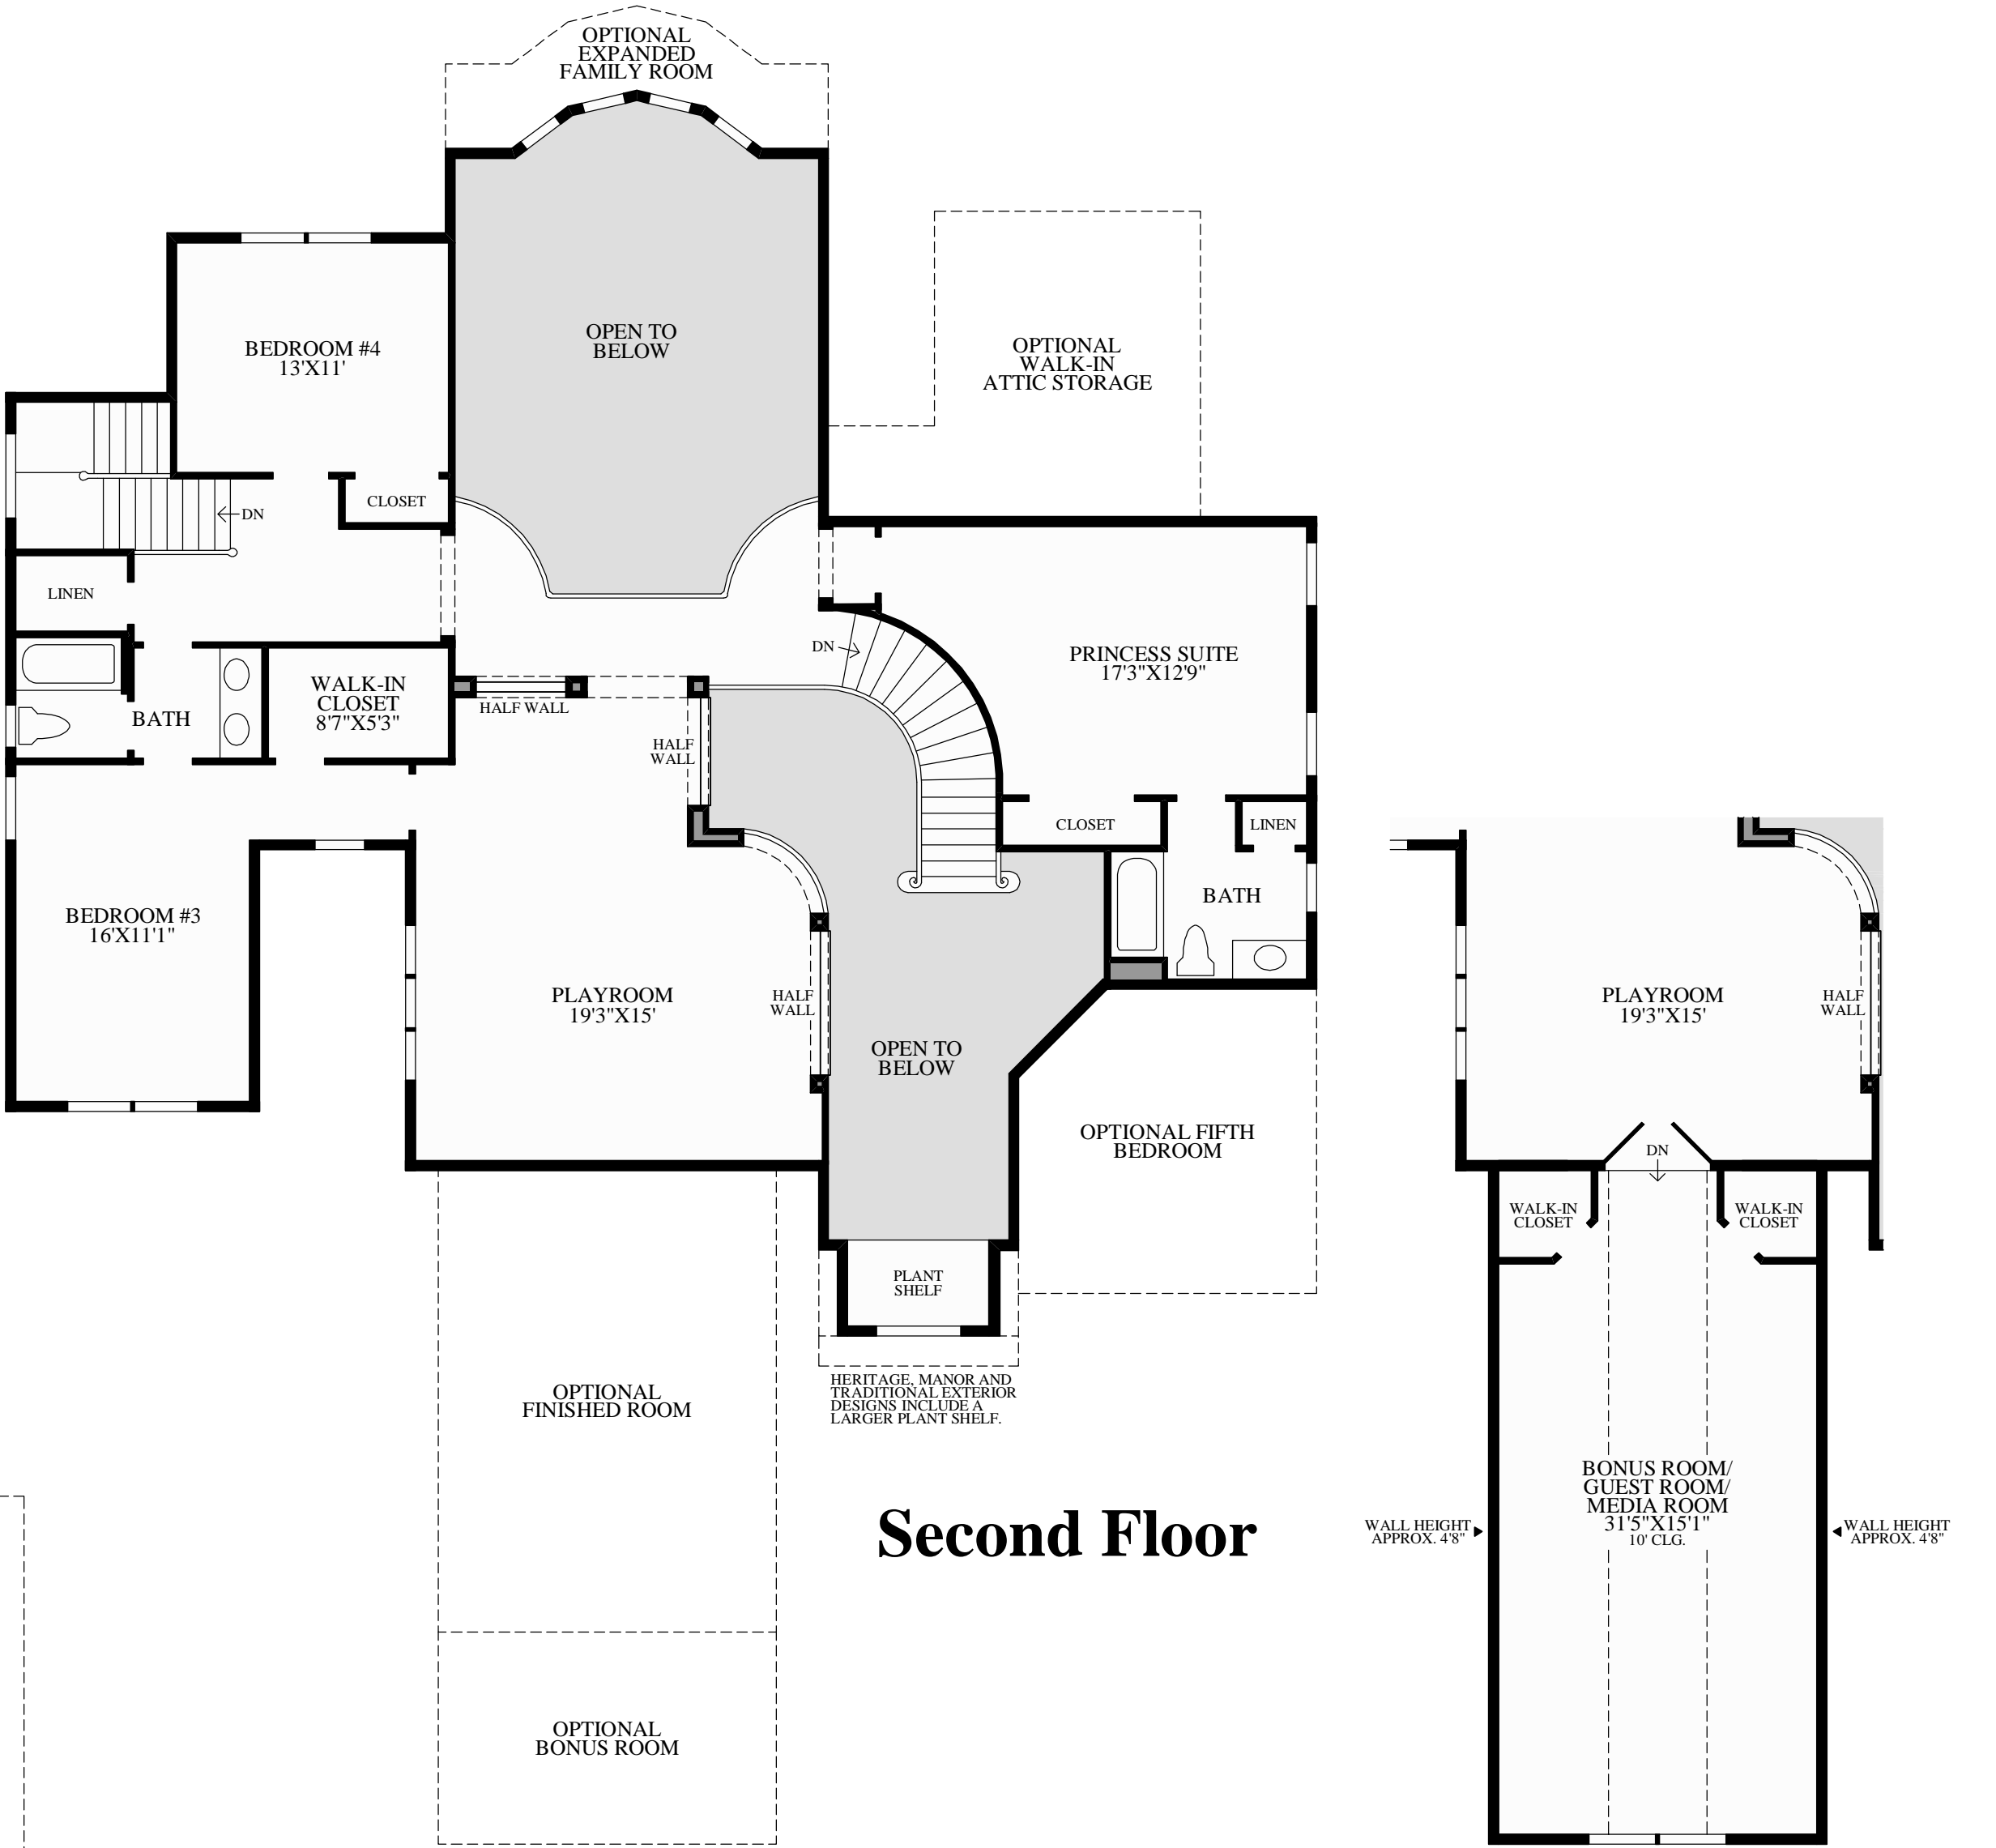 OPTIONAL
EXPANDED
FAMILY ROOM
OPEN TO
BELOW
BEDROOM #4
13'X11'
OPTIONAL
WALK-IN
ATTIC STORAGE
CLOSET
DN
LINEN
PRINCESS SUITE
17'3"X12'9"
DN
WALK-IN
CLOSET
8'7"X5'3"
BATH
HALF WALL
HALF
WALL
CLOSET
LINEN
BATH
BEDROOM #3
16'X11'1"
PLAYROOM
19'3"X15'
HALF
WALL
OPEN TO
BELOW
OPTIONAL FIFTH
BEDROOM
PLANT
SHELF
HERITAGE, MANOR AND
TRADITIONAL EXTERIOR
DESIGNS INCLUDE A
LARGER PLANT SHELF.
OPTIONAL
FINISHED ROOM
OPTIONAL
BONUS ROOM
Second Floor
PLAYROOM
19'3"X15'
HALF
WALL
DN
WALK-IN
CLOSET
WALK-IN
CLOSET
BONUS ROOM/
GUEST ROOM/
MEDIA ROOM
31'5"X15'1"
10' CLG.
WALL HEIGHT
APPROX. 4'8"
WALL HEIGHT
APPROX. 4'8"